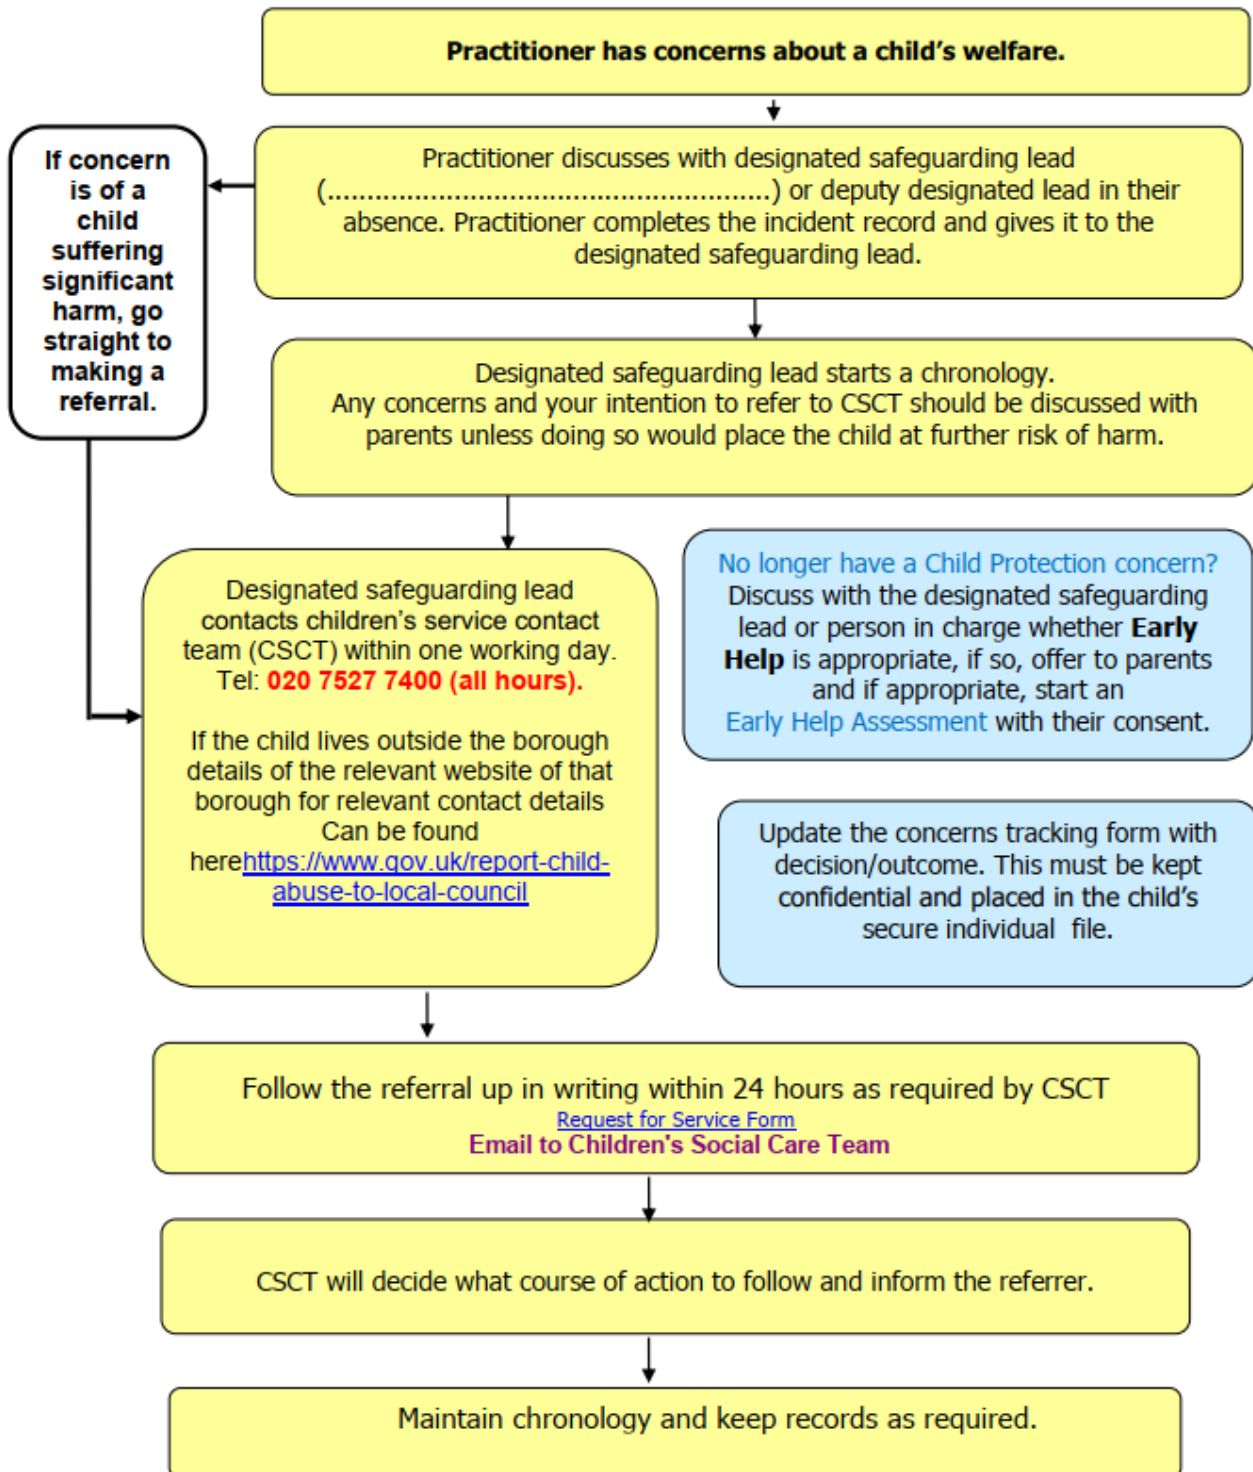 Practitioner has concerns about a child's welfare.
If concern
is of a
child
suffering
significant
harm, go
straight to
making a
referral.
Practitioner discusses with designated safeguarding lead
(.........................................................) or deputy designated lead in their
absence. Practitioner completes the incident record and gives it to the
designated safeguarding lead.
Designated safeguarding lead starts a chronology.
Any concerns and your intention to refer to CSCT should be discussed with
parents unless doing so would place the child at further risk of harm.
Designated safeguarding lead
contacts children's service contact
team (CSCT) within one working day.
Tel: 020 7527 7400 (all hours).
If the child lives outside the borough
details of the relevant website of that
borough for relevant contact details
Can be found
herehttps://www.gov.uk/report-child-
abuse-to-local-council
No longer have a Child Protection concern?
Discuss with the designated safeguarding
lead or person in charge whether Early
Help is appropriate, if so, offer to parents
and if appropriate, start an
Early Help Assessment with their consent.
Update the concerns tracking form with
decision/outcome. This must be kept
confidential and placed in the child's
secure individual  file.
Follow the referral up in writing within 24 hours as required by CSCT
Request for Service Form
Email to Children's Social Care Team
CSCT will decide what course of action to follow and inform the referrer.
Maintain chronology and keep records as required.